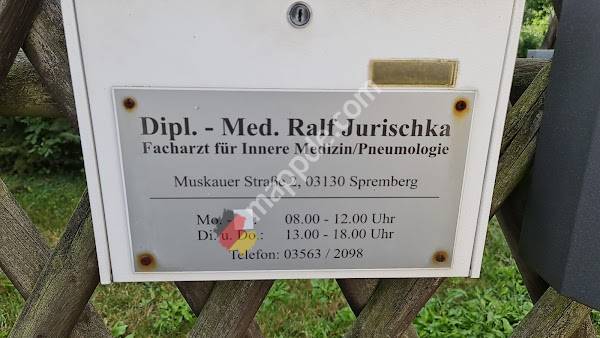 Dipl. - Med. Ralf Jurischka
Facharzt für Innere Medizin/Pneumologie
Muskauer Straße 2, 03130 Spremberg
Mo. - : 08.00 - 12.00 Uhr
Di. u. Do.: 13.00 - 18.00 Uhr
Telefon: 03563 / 2098